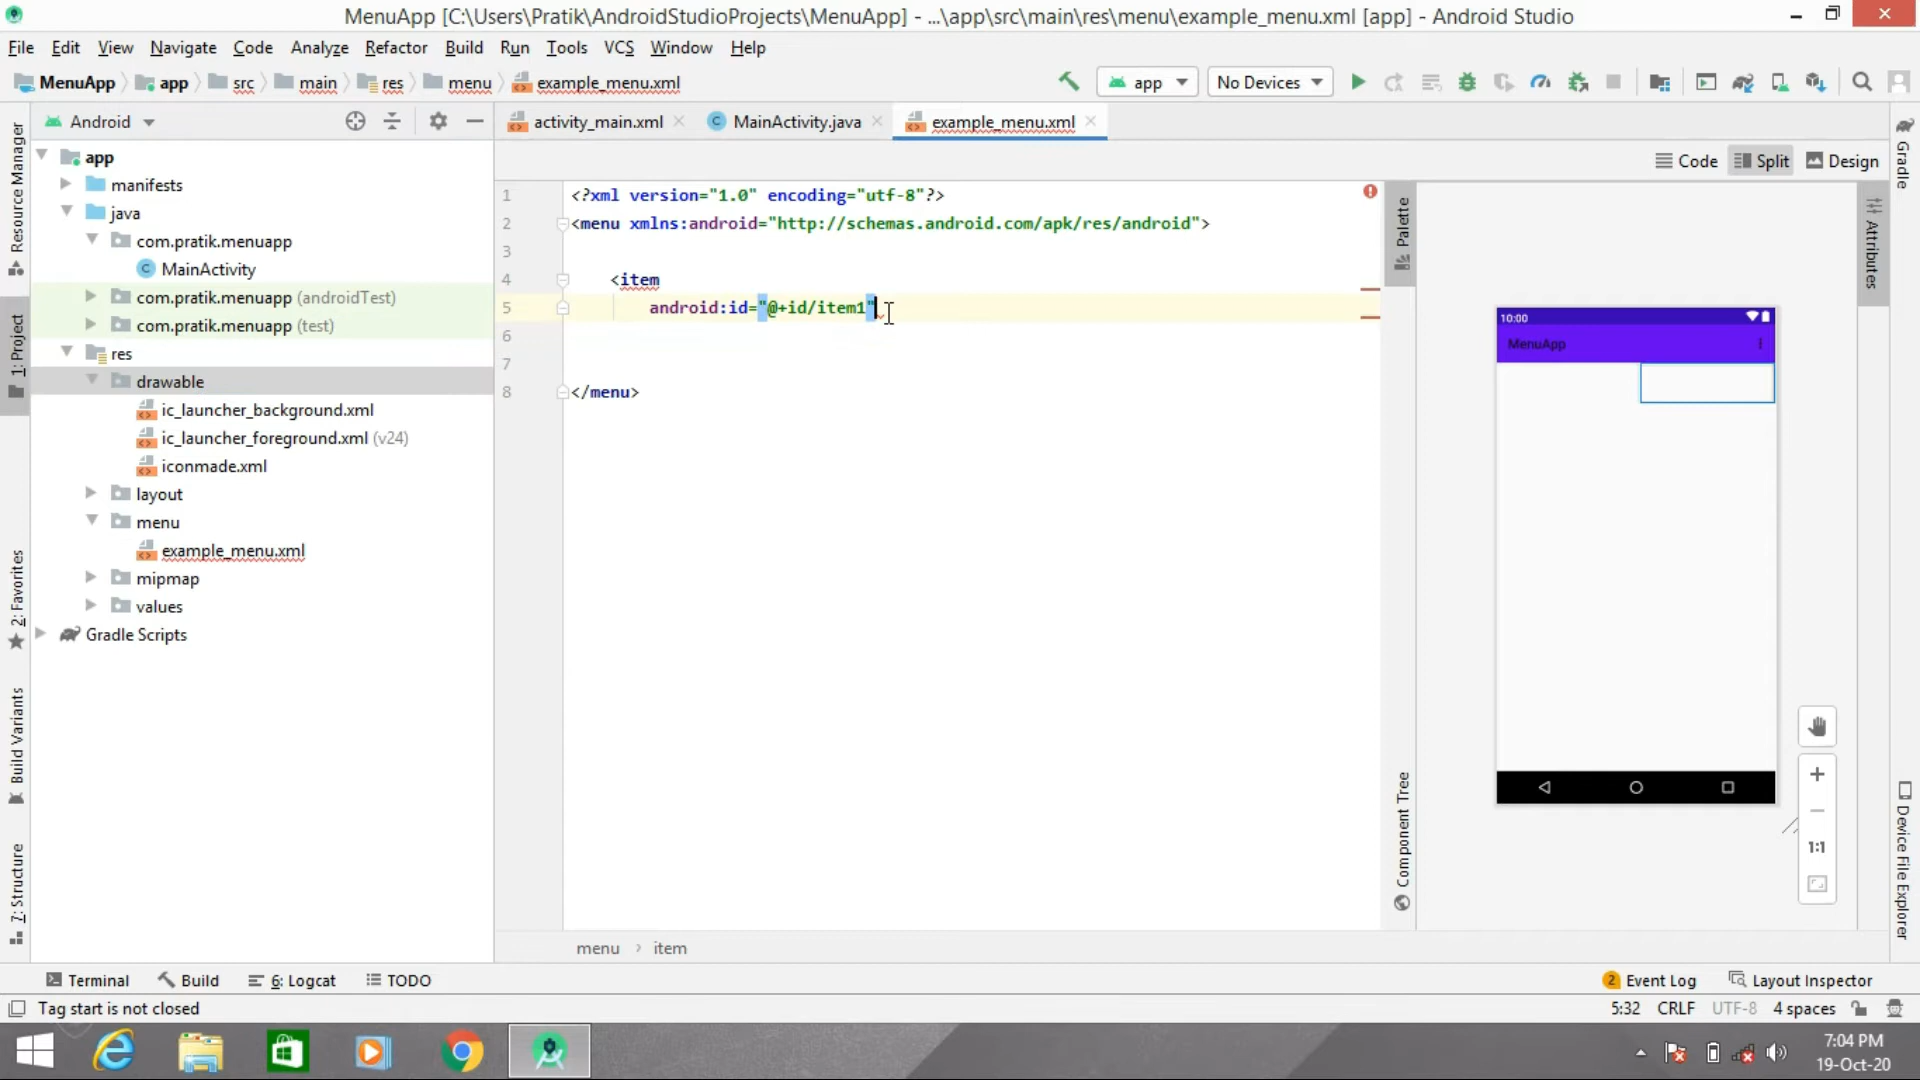 MenuApp [C:\Users\Pratik\AndroidStudioProjects\MenuApp] - ...\app\src\main\res\menu\example_menu.xml [app] - Android Studio
File Edit View Navigate Code Analyze Refactor Build Run Tools VCS Window Help
MenuApp app src main res menu example_menu.xml app No Devices
Android
activity_main.xml MainActivity.java example_menu.xml
Code Split Design
Resource Manager
1: Project
2: Favorites
Build Variants
7: Structure
app
manifests
java
com.pratik.menuapp
MainActivity
com.pratik.menuapp (androidTest)
com.pratik.menuapp (test)
res
drawable
ic_launcher_background.xml
ic_launcher_foreground.xml (v24)
iconmade.xml
layout
menu
example_menu.xml
mipmap
values
Gradle Scripts
1 <?xml version="1.0" encoding="utf-8"?>
2 <menu xmlns:android="http://schemas.android.com/apk/res/android">
3
4 <item
5 android:id="@+id/item1"
6
7
8 </menu>
menu › item
Palette
Component Tree
10:00
MenuApp
1:1
Attributes
Gradle
Device File Explorer
Terminal Build 6: Logcat TODO
2 Event Log Layout Inspector
Tag start is not closed
5:32 CRLF UTF-8 4 spaces
7:04 PM
19-Oct-20